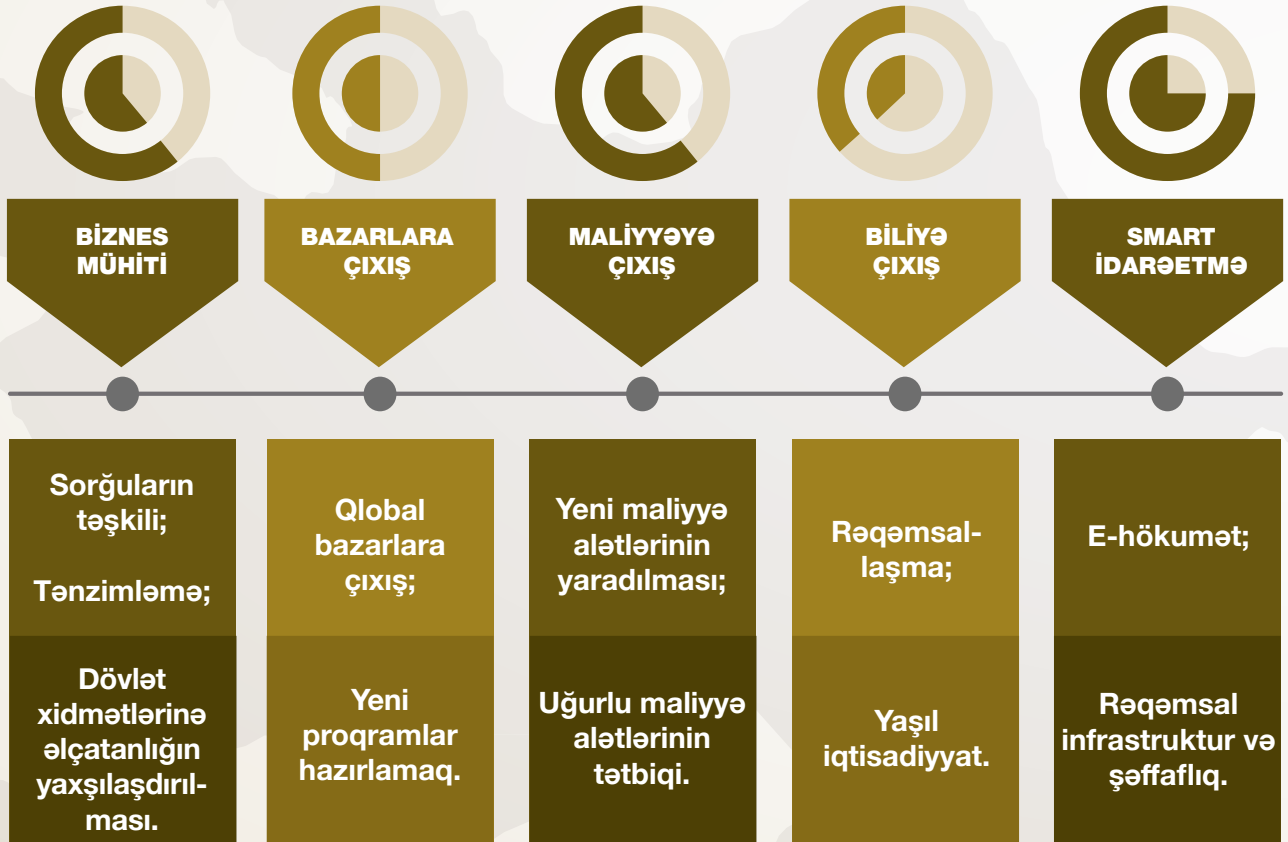 BİZNES
MÜHİTİ
BAZARLARA
ÇIXIŞ
MALİYYƏYƏ
ÇIXIŞ
BİLİYƏ
ÇIXIŞ
SMART
İDARƏETMƏ
Sorğuların
təşkili;
Tənzimləmə;
Qlobal
bazarlara
çıxış;
Yeni maliyyə
alətlərinin
yaradılması;
Rəqəmsal-
laşma;
E-hökumət;
Dövlət
xidmətlərinə
əlçatanlığın
yaxşılaşdırıl-
ması.
Yeni
proqramlar
hazırlamaq.
Uğurlu maliyyə
alətlərinin
tətbiqi.
Yaşıl
iqtisadiyyat.
Rəqəmsal
infrastruktur və
şəffaflıq.